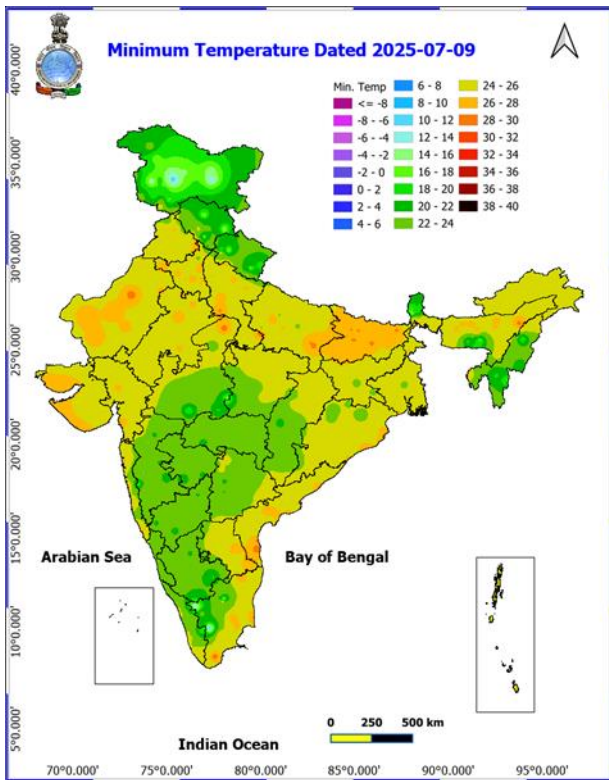 Minimum Temperature Dated 2025-07-09
Min. Temp
<= -8
-8 - -6
-6 - -4
-4 - -2
-2 - 0
0 - 2
2 - 4
4 - 6
6 - 8
8 - 10
10 - 12
12 - 14
14 - 16
16 - 18
18 - 20
20 - 22
22 - 24
24 - 26
26 - 28
28 - 30
30 - 32
32 - 34
34 - 36
36 - 38
38 - 40
40°0.000'
35°0.000'
30°0.000'
25°0.000'
20°0.000'
15°0.000'
10°0.000'
5°0.000'
Arabian Sea
Bay of Bengal
0 250 500 km
Indian Ocean
70°0.000' 75°0.000' 80°0.000' 85°0.000' 90°0.000' 95°0.000'